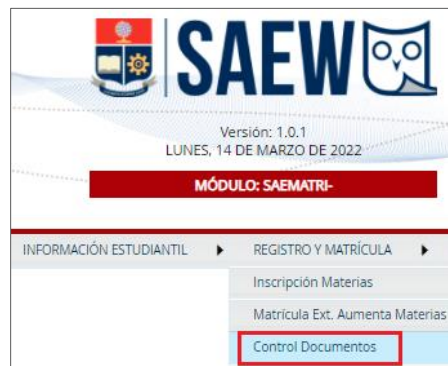 SAEW
Versión: 1.0.1
LUNES, 14 DE MARZO DE 2022
MÓDULO: SAEMATRI-
INFORMACIÓN ESTUDIANTIL
REGISTRO Y MATRÍCULA
Inscripción Materias
Matrícula Ext. Aumenta Materias
Control Documentos